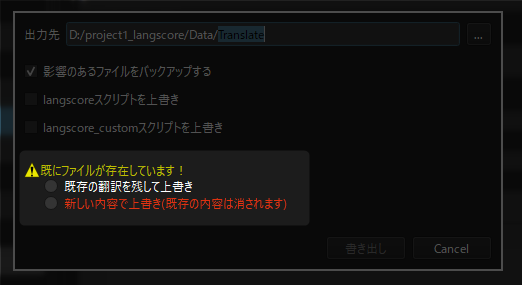 出力先 D:/project1_langscore/Data/Translate ...
影響のあるファイルをバックアップする
langscoreスクリプトを上書き
langscore_customスクリプトを上書き
既にファイルが存在しています！
既存の翻訳を残して上書き
新しい内容で上書き(既存の内容は消されます)
書き出し Cancel